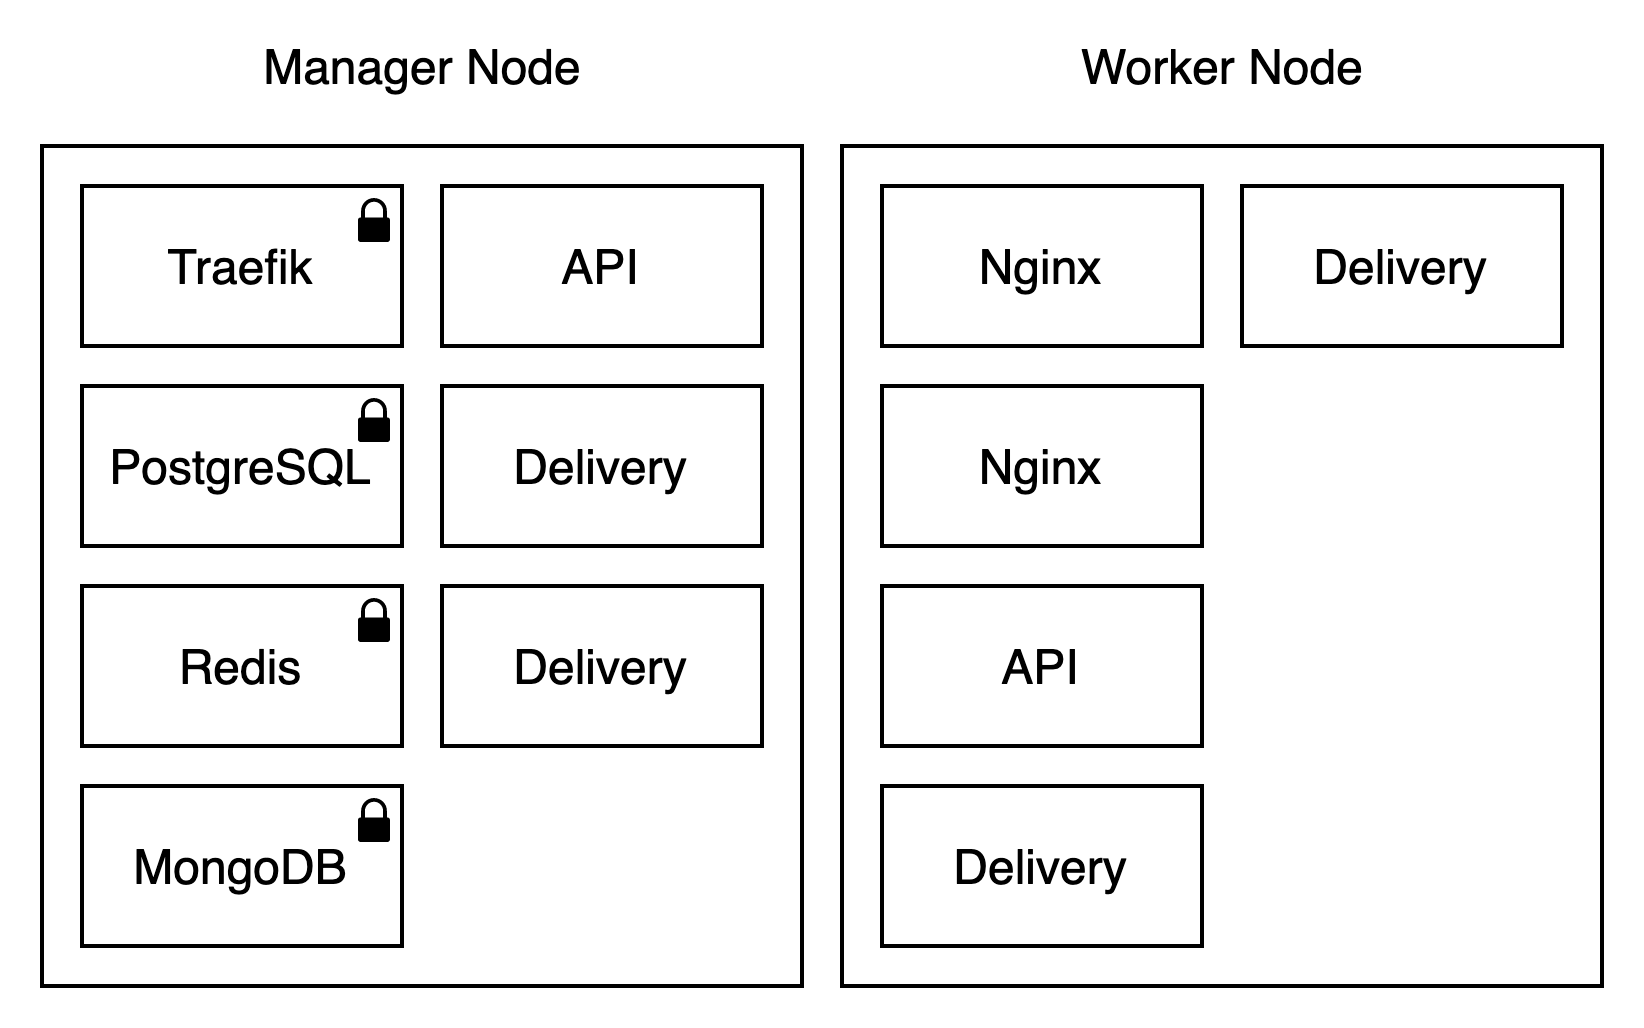 Manager Node
Traefik
API
PostgreSQL
Delivery
Redis
Delivery
MongoDB
Worker Node
Nginx
Delivery
Nginx
API
Delivery